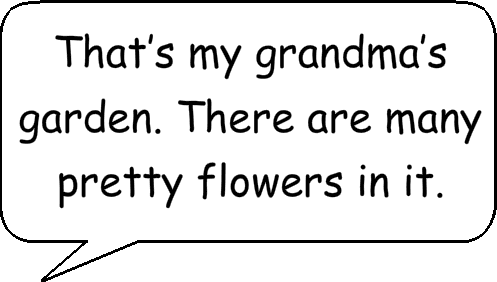 That's my grandma's
garden. There are many
pretty flowers in it.